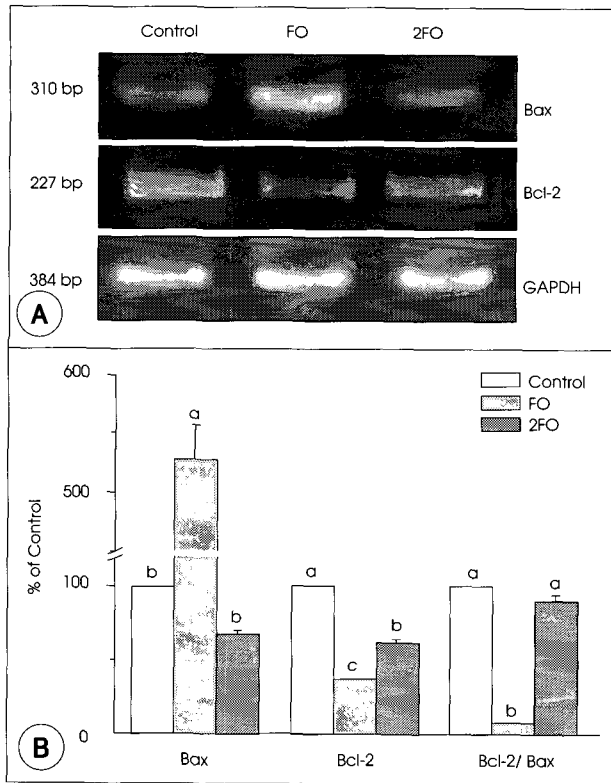 Control FO 2FO
310 bp Bax
227 bp Bcl-2
384 bp GAPDH
A
600
500
100
0
% of Control
Control
FO
2FO
b a b
a c b
a b a
Bax Bcl-2 Bcl-2/ Bax
B